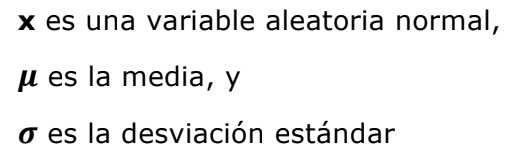 x es una variable aleatoria normal,
μ es la media, y
σ es la desviación estándar